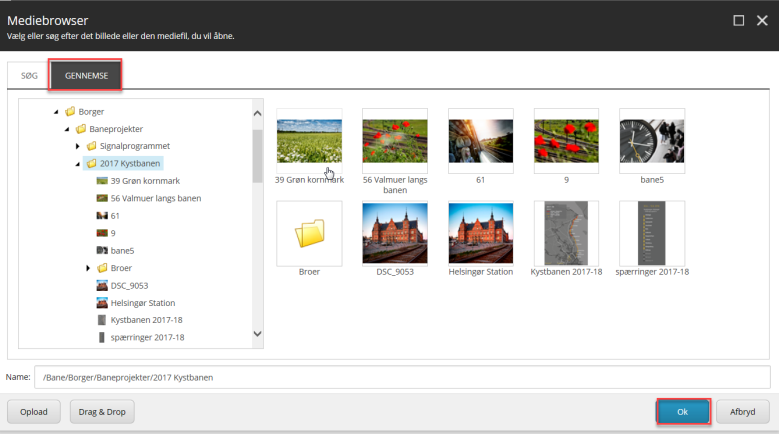 Mediebrowser
Vælg eller søg efter det billede eller den mediefil, du vil åbne.
SØG
GENNEMSE
Borger
Baneprojekter
Signalprogrammet
2017 Kystbanen
39 Grøn kornmark
56 Valmuer langs banen
61
9
bane5
Broer
DSC_9053
Helsingør Station
Kystbanen 2017-18
spærringer 2017-18
39 Grøn kornmark
56 Valmuer langs
banen
61
9
bane5
Broer
DSC_9053
Helsingør Station
Kystbanen 2017-18
spærringer 2017-18
Name:
/Bane/Borger/Baneprojekter/2017 Kystbanen
Opload
Drag & Drop
Ok
Afbryd